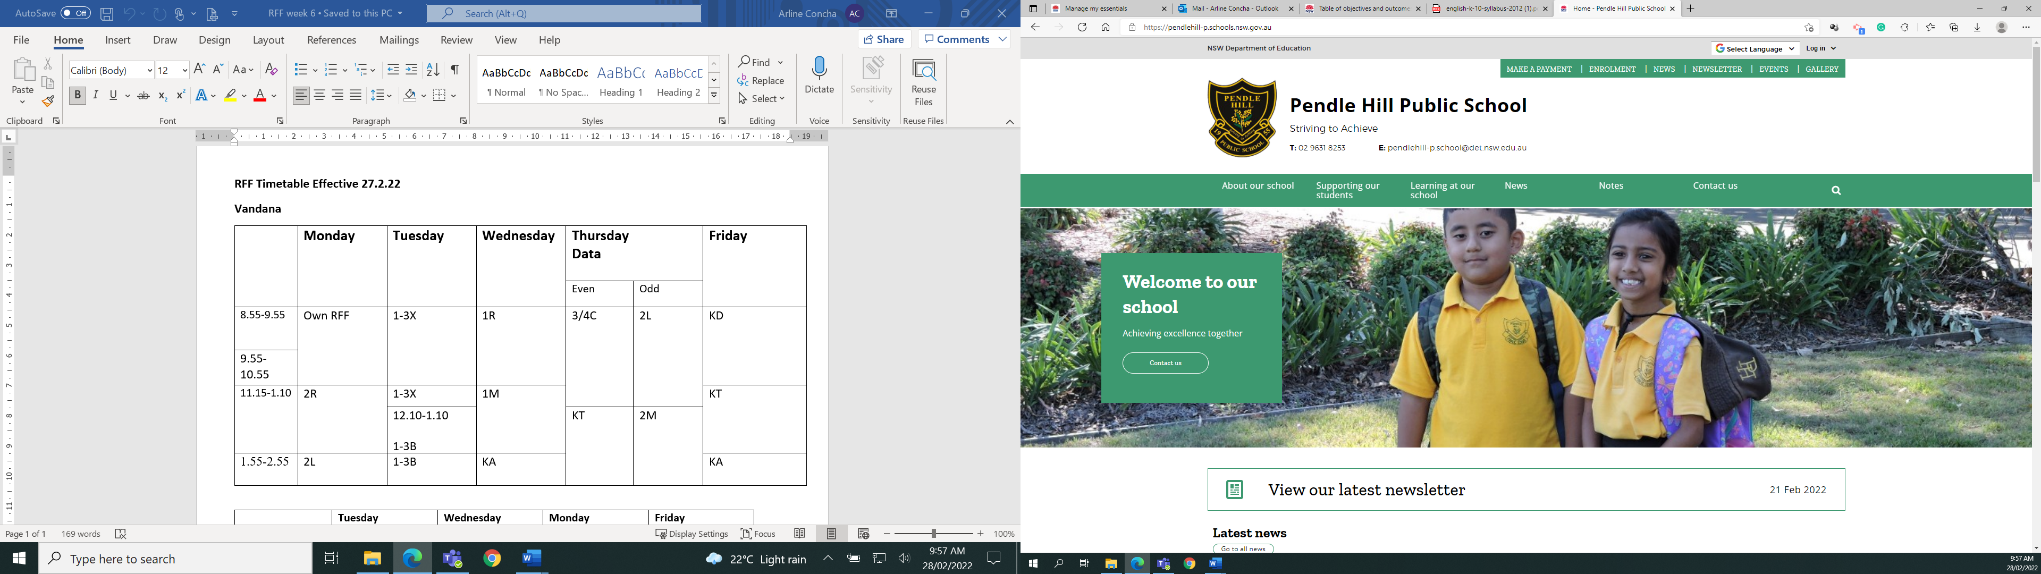 AutoSave Off RFF week 6 • Saved to this PC Search (Alt+Q) Arline Concha AC
File Home Insert Draw Design Layout References Mailings Review View Help Share Comments
Calibri (Body) 12 Aa
Paste B I U ab x₂ x² A A
AaBbCcDc AaBbCcDc AaBbCc AaBbCcE
¶ Normal ¶ No Spac... Heading 1 Heading 2
Find
Replace
Select
Dictate Sensitivity Reuse Files
Clipboard Font Paragraph Styles Editing Voice Sensitivity Reuse Files
RFF Timetable Effective 27.2.22
Vandana
Monday Tuesday Wednesday Thursday Friday
Data
Even Odd
8.55-9.55 Own RFF 1-3X 1R 3/4C 2L KD
9.55-
10.55
11.15-1.10 2R 1-3X 1M KT
12.10-1.10 KT 2M
1-3B
1.55-2.55 2L 1-3B KA KA
Tuesday Wednesday Monday Friday
Page 1 of 1 169 words Display Settings Focus 100%
Type here to search 22°C Light rain 9:57 AM
28/02/2022
Manage my essentials Mail - Arline Concha - Outlook Table of objectives and outcome english-k-10-syllabus-2012 (1).p Home - Pendle Hill Public School
https://pendlehill-p.schools.nsw.gov.au
NSW Department of Education Select Language Log in
MAKE A PAYMENT ENROLMENT NEWS NEWSLETTER EVENTS GALLERY
PENDLE
HILL
19 55
PUBLIC SCHOOL
Pendle Hill Public School
Striving to Achieve
T: 02 9631 8253 E: pendlehill-p.school@det.nsw.edu.au
About our school Supporting our Learning at our News Notes Contact us
students school
Welcome to our
school
Achieving excellence together
Contact us
View our latest newsletter 21 Feb 2022
Latest news
Go to all news
9:57 AM
28/02/2022